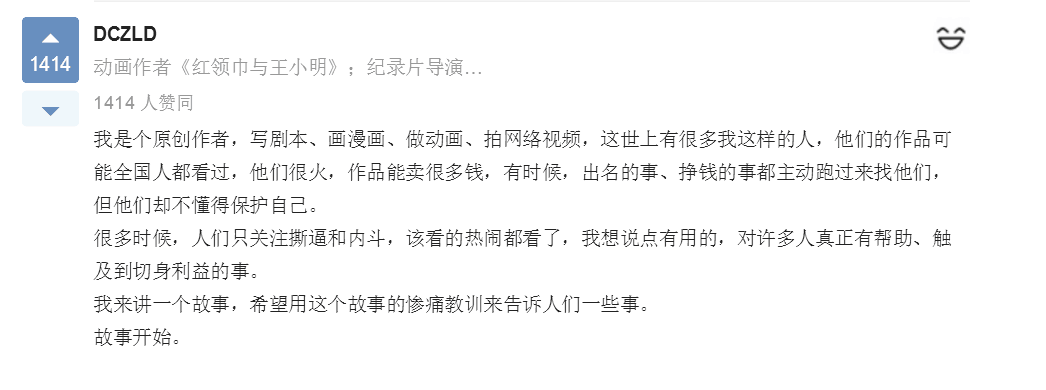 DCZLD
1414
动画作者《红领巾与王小明》；纪录片导演…
1414 人赞同
我是个原创作者，写剧本、画漫画、做动画、拍网络视频，这世上有很多我这样的人，他们的作品可
能全国人都看过，他们很火，作品能卖很多钱，有时候，出名的事、挣钱的事都主动跑过来找他们，
但他们却不懂得保护自己。
很多时候，人们只关注撕逼和内斗，该看的热闹都看了，我想说点有用的，对许多人真正有帮助、触
及到切身利益的事。
我来讲一个故事，希望用这个故事的惨痛教训来告诉人们一些事。
故事开始。